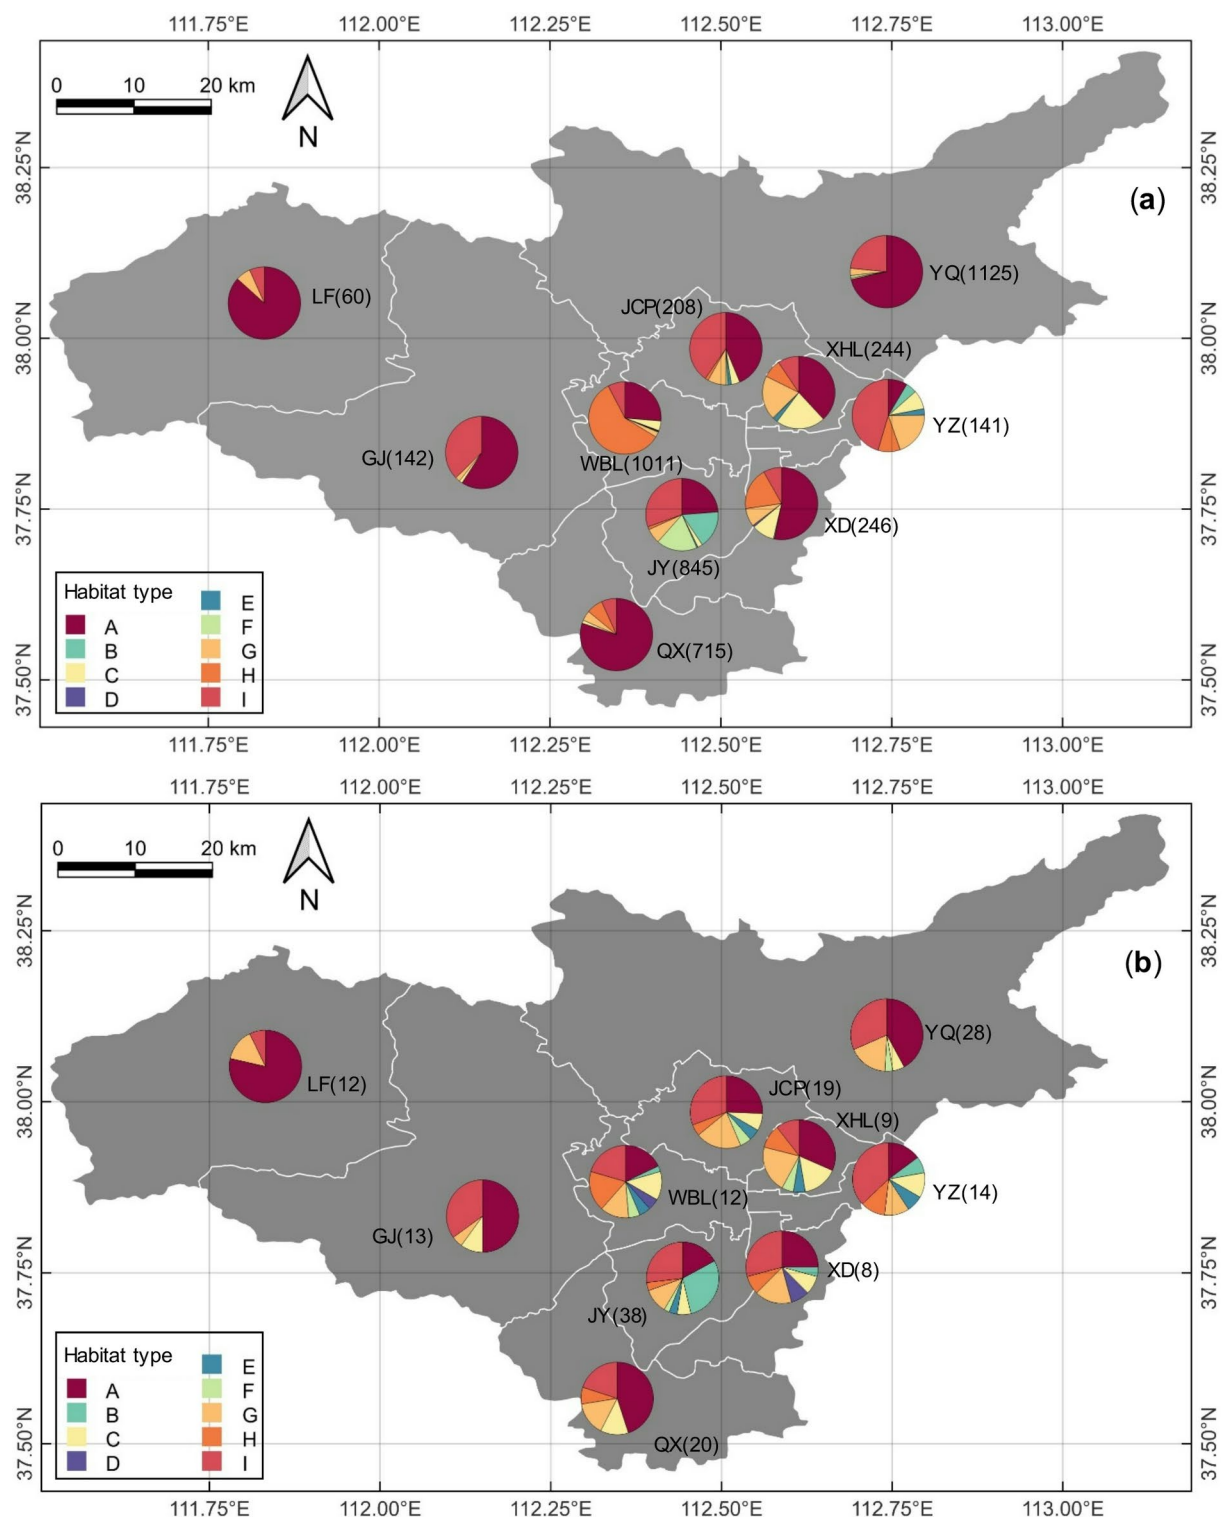 111.75°E 112.00°E 112.25°E 112.50°E 112.75°E 113.00°E
0 10 20 km
N
38.25°N 38.25°N
(a)
YQ(1125)
LF(60)
JCP(208)
38.00°N 38.00°N
XHL(244)
YZ(141)
GJ(142)
WBL(1011)
37.75°N 37.75°N
XD(246)
JY(845)
QX(715)
Habitat type
A
B
C
D
E
F
G
H
I
37.50°N 37.50°N
111.75°E 112.00°E 112.25°E 112.50°E 112.75°E 113.00°E
111.75°E 112.00°E 112.25°E 112.50°E 112.75°E 113.00°E
0 10 20 km
N
38.25°N 38.25°N
(b)
YQ(28)
LF(12)
JCP(19)
38.00°N 38.00°N
XHL(9)
YZ(14)
WBL(12)
GJ(13)
37.75°N 37.75°N
XD(8)
JY(38)
QX(20)
Habitat type
A
B
C
D
E
F
G
H
I
37.50°N 37.50°N
111.75°E 112.00°E 112.25°E 112.50°E 112.75°E 113.00°E